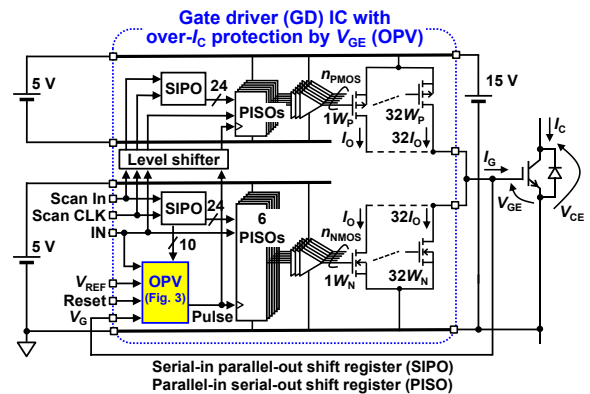 Gate driver (GD) IC with
over-IC protection by VGE (OPV)
5 V
SIPO
24
PISOs
nPMOS
1WP
32WP
IO
32IO
15 V
IC
IG
VGE
VCE
Level shifter
Scan In
Scan CLK
IN
SIPO
24
10
6
PISOs
nNMOS
IO
32IO
1WN
32WN
5 V
VREF
Reset
VG
OPV
(Fig. 3)
Pulse
Serial-in parallel-out shift register (SIPO)
Parallel-in serial-out shift register (PISO)